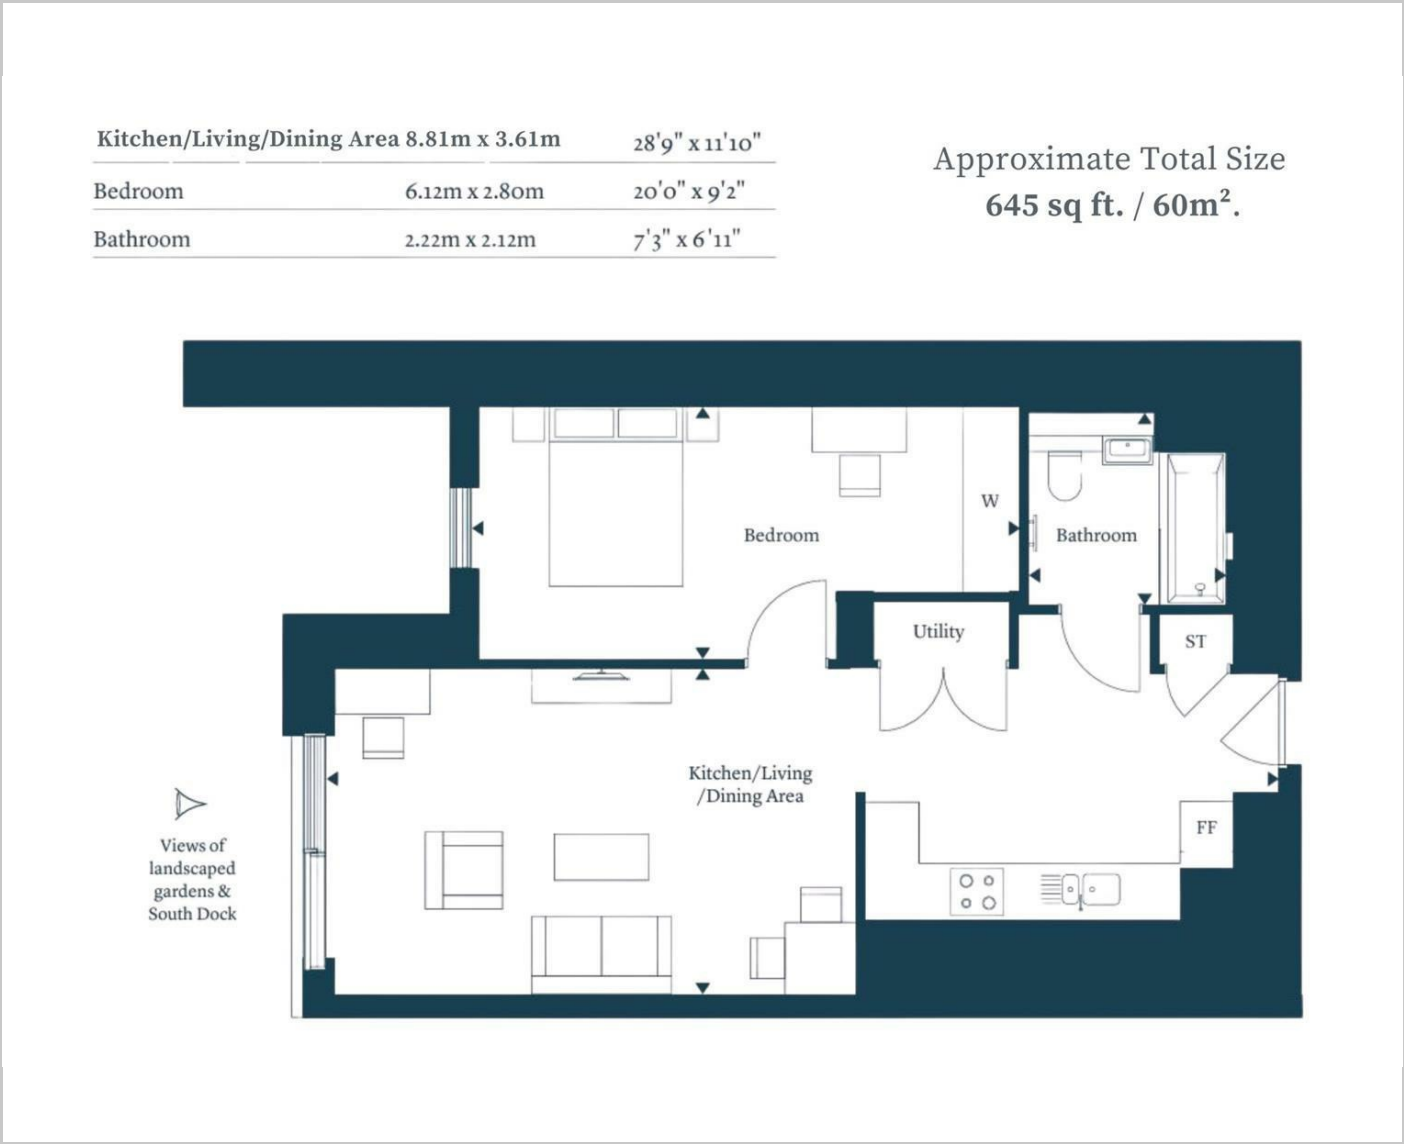 Kitchen/Living/Dining Area 8.81m x 3.61m 28'9" x 11'10"
Bedroom 6.12m x 2.80m 20'0" x 9'2"
Bathroom 2.22m x 2.12m 7'3" x 6'11"
Approximate Total Size
645 sq ft. / 60m².
W
Bedroom
Bathroom
Utility
ST
Kitchen/Living
/Dining Area
FF
Views of
landscaped
gardens &
South Dock